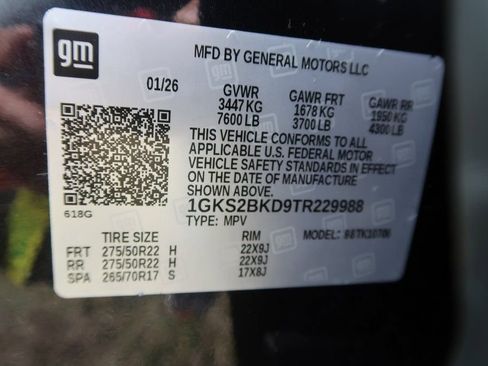 gm
MFD BY GENERAL MOTORS LLC
01/26
GVWR GAWR FRT GAWR RR
3447 KG 1678 KG 1950 KG
7600 LB 3700 LB 4300 LB
THIS VEHICLE CONFORMS TO ALL
APPLICABLE U.S. FEDERAL MOTOR
VEHICLE SAFETY STANDARDS IN EFFECT
ON THE DATE OF MANUFACTURE
SHOWN ABOVE.
618G
1GKS2BKD9TR229988
TYPE: MPV MODEL:
TIRE SIZE RIM
FRT 275/50R22 H 22X9J
RR 275/50R22 H 22X9J
SPA 265/70R17 S 17X8J